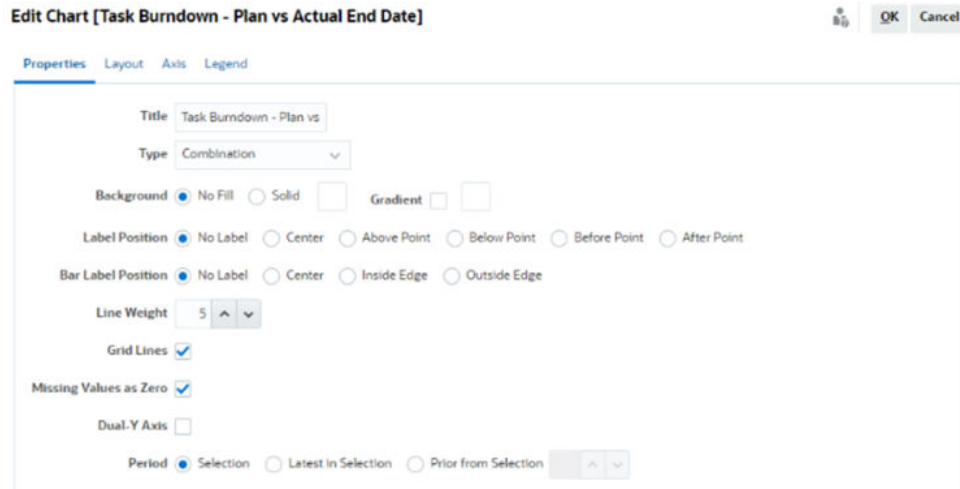 Edit Chart [Task Burndown - Plan vs Actual End Date]
OK Cancel
Properties Layout Axis Legend
Title Task Burndown - Plan vs
Type Combination
Background No Fill Solid Gradient
Label Position No Label Center Above Point Below Point Before Point After Point
Bar Label Position No Label Center Inside Edge Outside Edge
Line Weight 5
Grid Lines
Missing Values as Zero
Dual-Y Axis
Period Selection Latest in Selection Prior from Selection